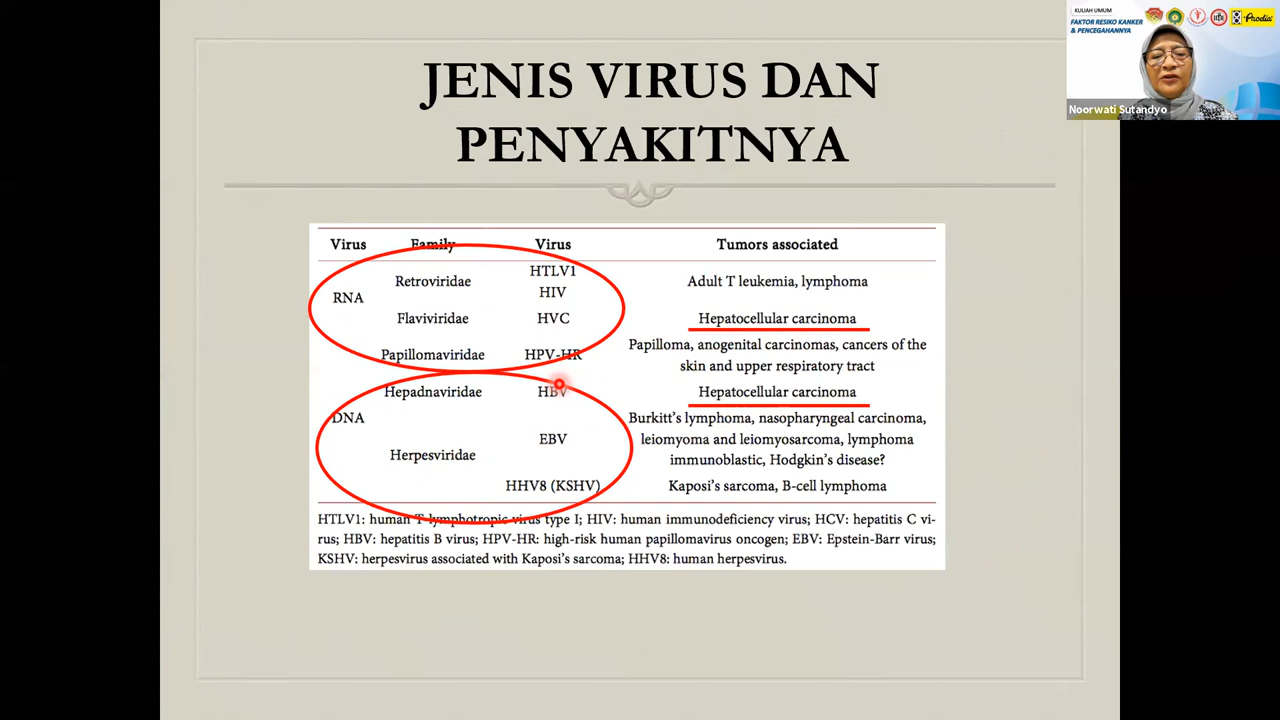 JENIS VIRUS DAN
PENYAKITNYA
KULIAH UMUM
FAKTOR RESIKO KANKER
& PENCEGAHANNYA
Prodia
Noorwati Sutandyo
Virus Family Virus Tumors associated
RNA
Retroviridae
HTLV1
HIV
Adult T leukemia, lymphoma
Flaviviridae HVC Hepatocellular carcinoma
Papillomaviridae HPV-HR
Papilloma, anogenital carcinomas, cancers of the
skin and upper respiratory tract
DNA
Hepadnaviridae HBV Hepatocellular carcinoma
Herpesviridae
EBV
Burkitt's lymphoma, nasopharyngeal carcinoma,
leiomyoma and leiomyosarcoma, lymphoma
immunoblastic, Hodgkin's disease?
HHV8 (KSHV) Kaposi's sarcoma, B-cell lymphoma
HTLV1: human T-lymphotropic virus type I; HIV: human immunodeficiency virus; HCV: hepatitis C vi-
rus; HBV: hepatitis B virus; HPV-HR: high-risk human papillomavirus oncogen; EBV: Epstein-Barr virus;
KSHV: herpesvirus associated with Kaposi's sarcoma; HHV8: human herpesvirus.